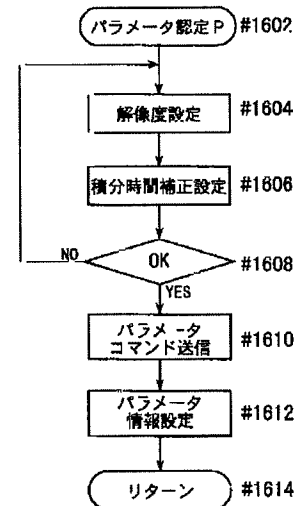 パラメータ認定P #1602
解像度設定 #1604
積分時間補正設定 #1606
NO OK #1608
YES
パラメータ
コマンド送信 #1610
パラメータ
情報設定 #1612
リターン #1614